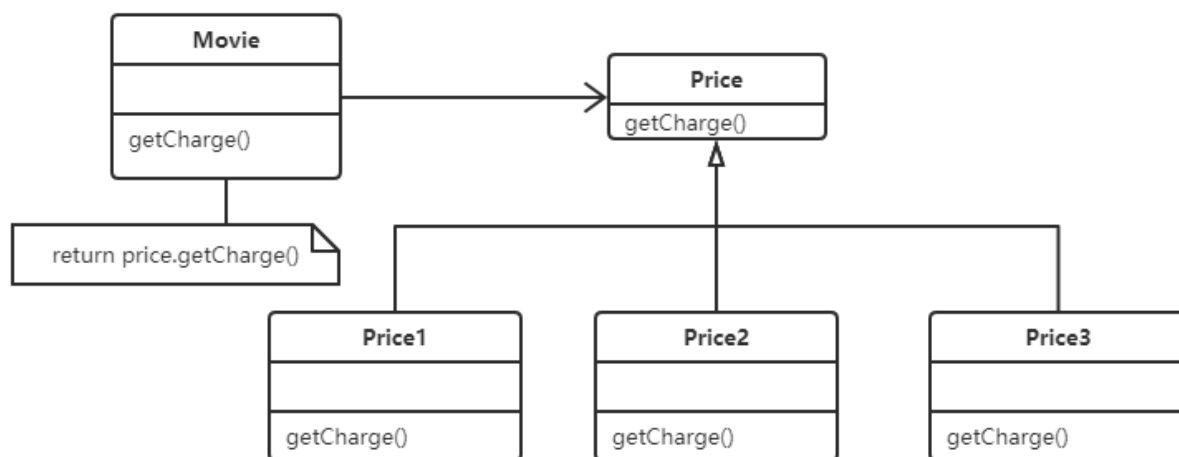 Movie
getCharge()
return price.getCharge()
Price
getCharge()
Price1
getCharge()
Price2
getCharge()
Price3
getCharge()